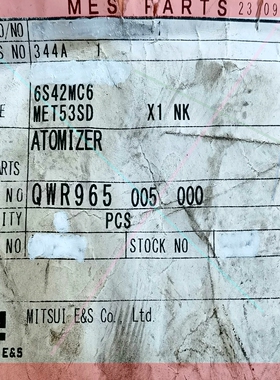 MES PARTS 23/09
/NO
S NO 344A
6S42MC6
E MET53SD X1 NK
ATOMIZER
ARTS
NO QWR965 005 000
ITY PCS
NO STOCK NO
MITSUI E&S Co., Ltd.
E&S